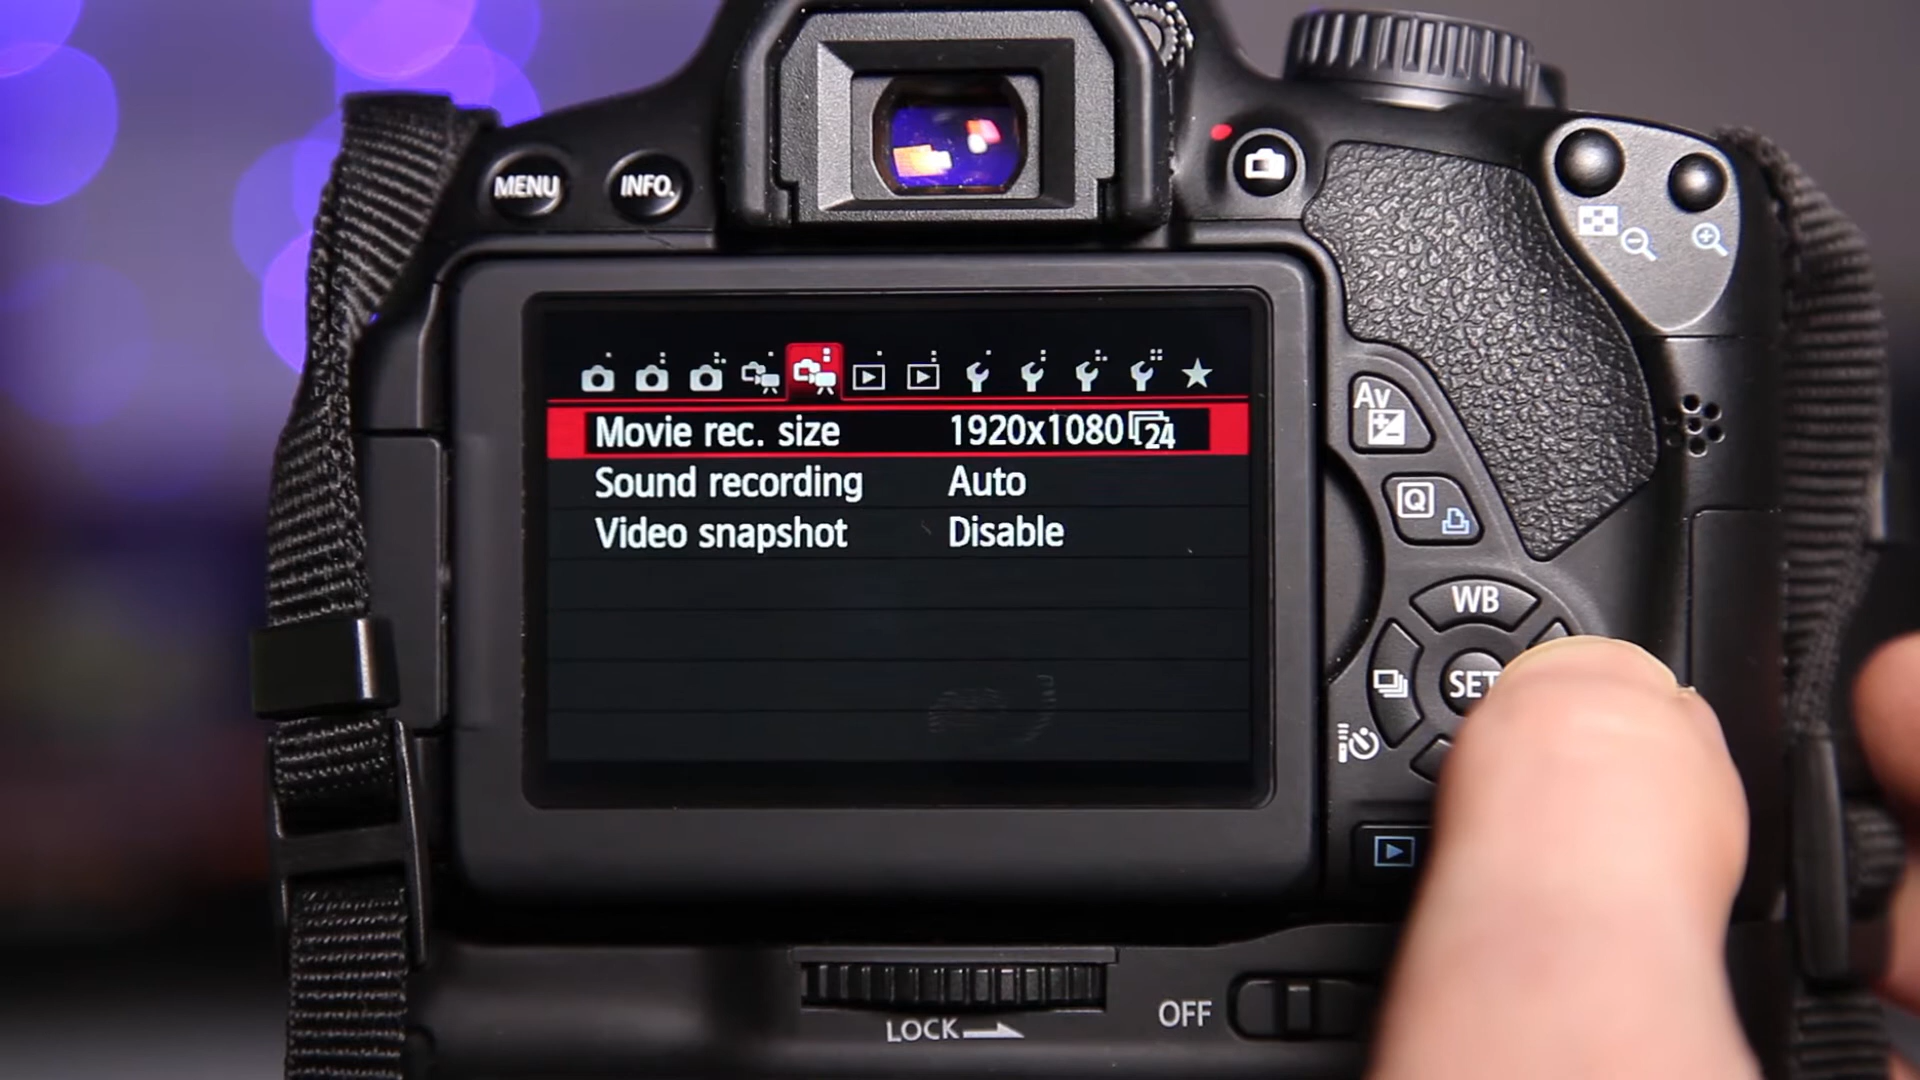 MENU
INFO.
Movie rec. size 1920x1080 24
Sound recording Auto
Video snapshot Disable
Av
Q
WB
SET
LOCK
OFF